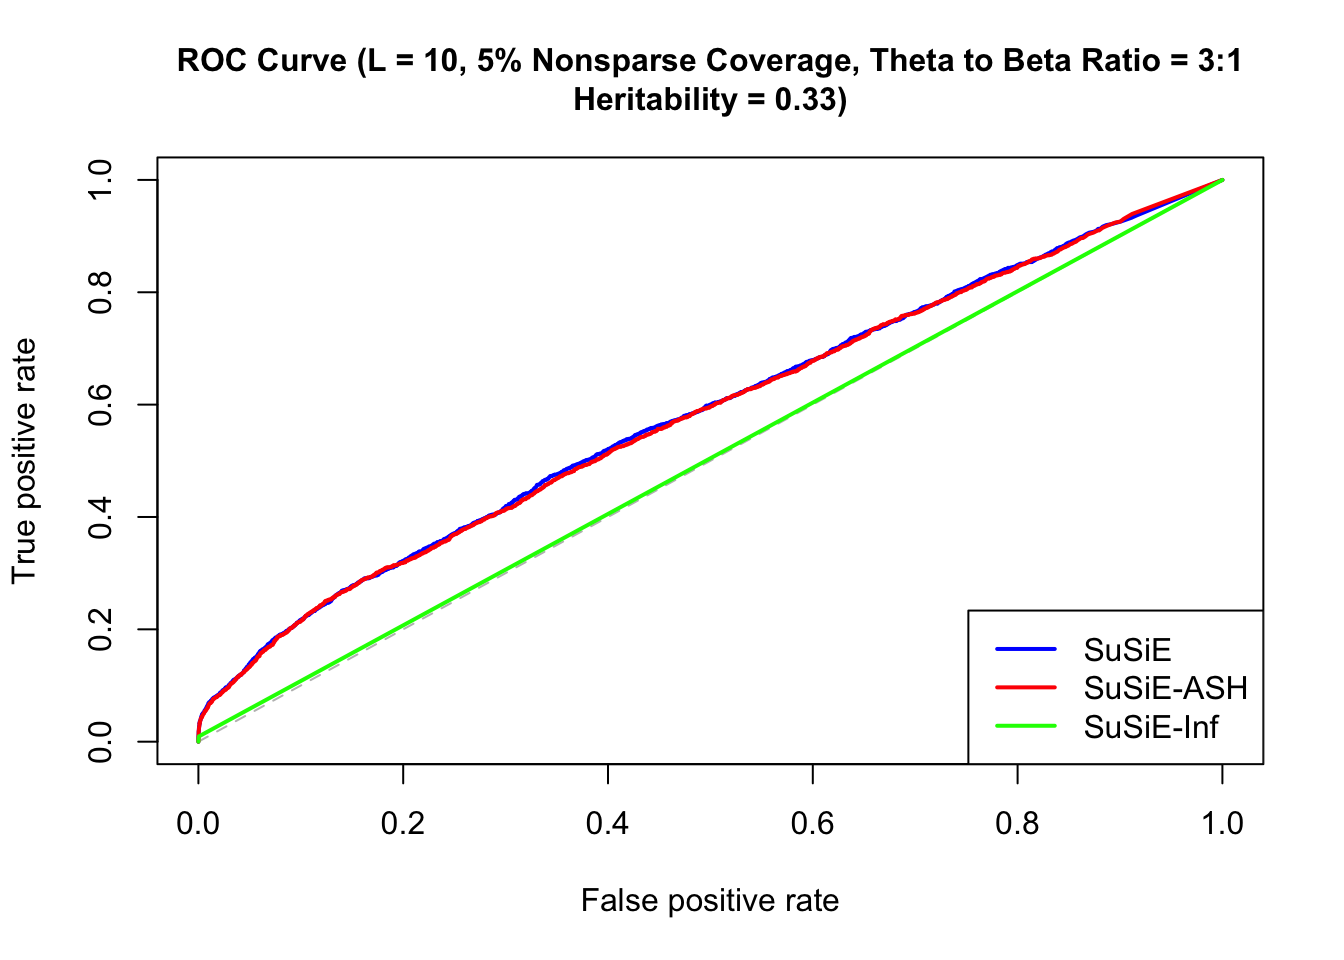 ROC Curve (L = 10, 5% Nonsparse Coverage, Theta to Beta Ratio = 3:1
Heritability = 0.33)
True positive rate
1.0
0.8
0.6
0.4
0.2
0.0
SuSiE
SuSiE-ASH
SuSiE-Inf
0.0 0.2 0.4 0.6 0.8 1.0
False positive rate